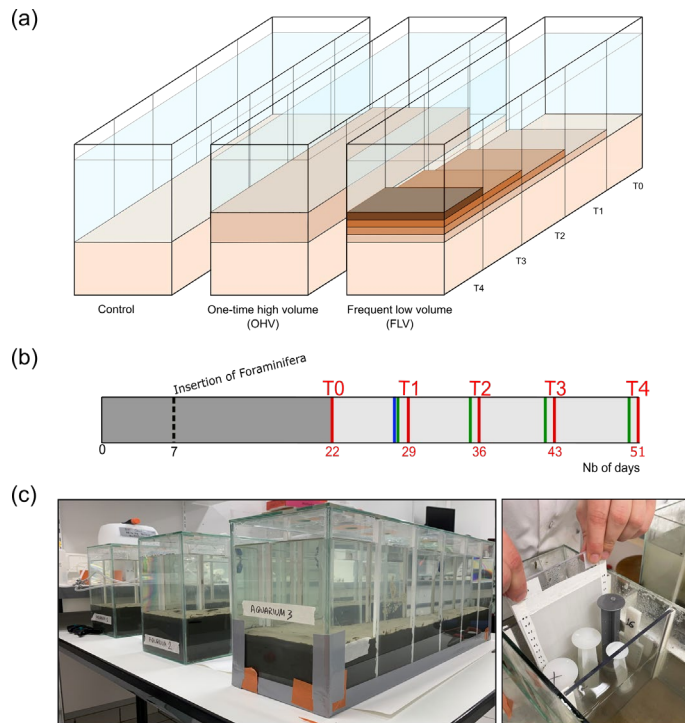 (a)
T0
T1
T2
T3
T4
Control
One-time high volume
(OHV)
Frequent low volume
(FLV)
(b)
Insertion of Foraminifera
T0 T1 T2 T3 T4
0 7 22 29 36 43 51
Nb of days
(c)
AQUARIUM 2
AQUARIUM 3